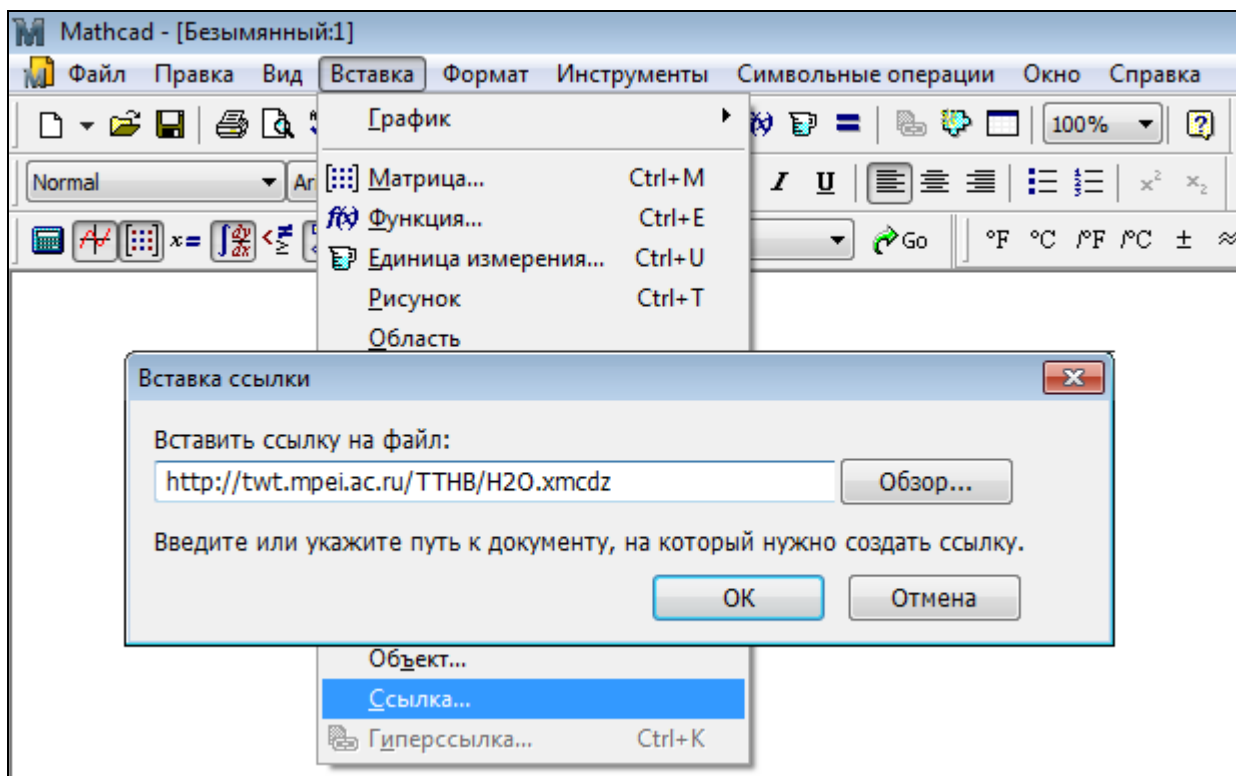 Mathcad - [Безымянный:1]
Файл Правка Вид Вставка Формат Инструменты Символьные операции Окно Справка
График
100%
Normal
Матрица... Ctrl+M
I U
x² x₂
f(x) Функция... Ctrl+E
x= Go °F °C /°F /°C ± ≈
Единица измерения... Ctrl+U
Рисунок Ctrl+T
Область
Вставка ссылки
Вставить ссылку на файл:
http://twt.mpei.ac.ru/TTHB/H2O.xmcdz Обзор...
Введите или укажите путь к документу, на который нужно создать ссылку.
OK Отмена
Объект...
Ссылка...
Гиперссылка... Ctrl+K